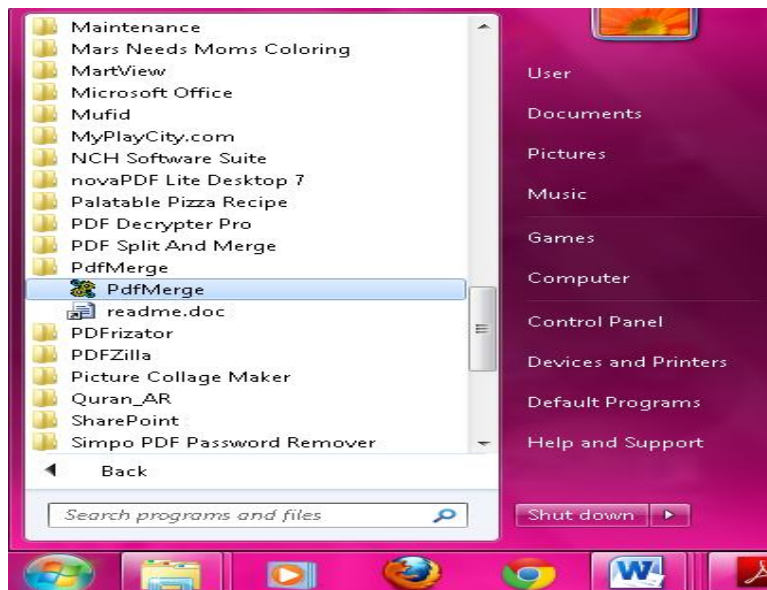 Maintenance
Mars Needs Moms Coloring
MartView
Microsoft Office
Mufid
MyPlayCity.com
NCH Software Suite
novaPDF Lite Desktop 7
Palatable Pizza Recipe
PDF Decrypter Pro
PDF Split And Merge
PdfMerge
PdfMerge
readme.doc
PDFrizator
PDFZilla
Picture Collage Maker
Quran_AR
SharePoint
Simpo PDF Password Remover
Back
Search programs and files
User
Documents
Pictures
Music
Games
Computer
Control Panel
Devices and Printers
Default Programs
Help and Support
Shut down
W